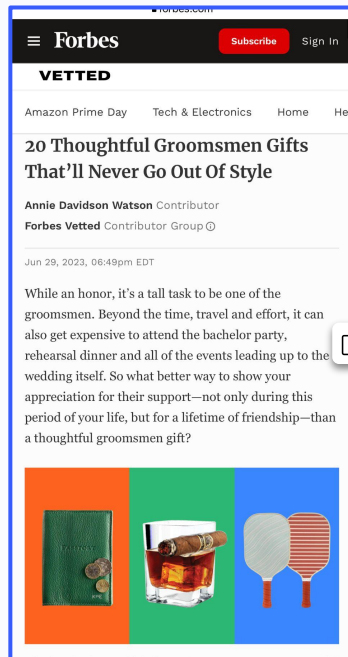 forbes.com
Forbes
Subscribe
Sign In
VETTED
Amazon Prime Day Tech & Electronics Home
20 Thoughtful Groomsmen Gifts
That’ll Never Go Out Of Style
Annie Davidson Watson Contributor
Forbes Vetted Contributor Group
Jun 29, 2023, 06:49pm EDT
While an honor, it’s a tall task to be one of the
groomsmen. Beyond the time, travel and effort, it can
also get expensive to attend the bachelor party,
rehearsal dinner and all of the events leading up to the
wedding itself. So what better way to show your
appreciation for their support—not only during this
period of your life, but for a lifetime of friendship—than
a thoughtful groomsmen gift?
PASSPORT